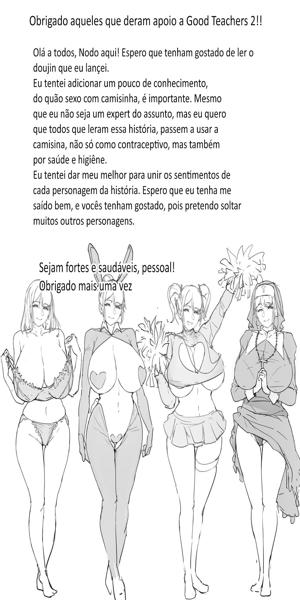 Obrigado aqueles que deram apoio a Good Teachers 2!!
Olá a todos, Nodo aqui! Espero que tenham gostado de ler o
doujin que eu lancei.
Eu tentei adicionar um pouco de conhecimento,
do quão sexo com camisinha, é importante. Mesmo
que eu não seja um expert do assunto, mas eu quero
que todos que leram essa história, passem a usar a
camisina, não só como contraceptivo, mas também
por saúde e higiêne.
Eu tentei dar meu melhor para unir os sentimentos de
cada personagem da história. Espero que eu tenha me
saído bem, e vocês tenham gostado, pois pretendo soltar
muitos outros personagens.
Sejam fortes e saudáveis, pessoal!
Obrigado mais uma vez